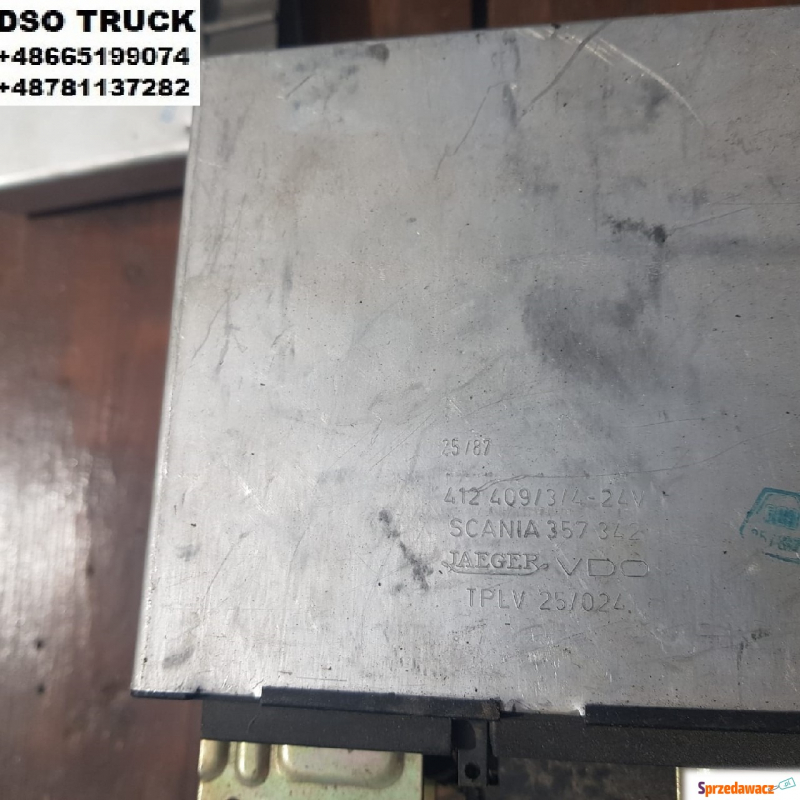 DSO TRUCK
+48665199074
+48781137282
25/87
412 409/3/4-24V
SCANIA 357 342
JAEGER VDO
TPLV 25/024
Sprzedawacz.pl